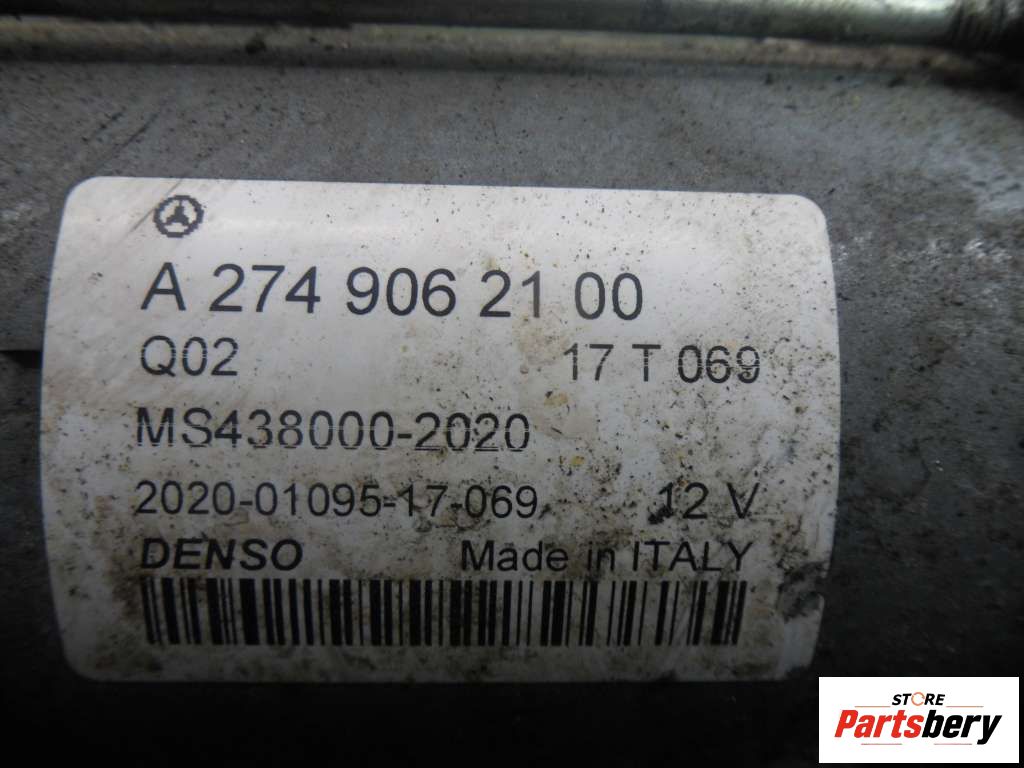 A 274 906 21 00
Q02 17 T 069
MS438000-2020
2020-01095-17-069 12 V
DENSO Made in ITALY
STORE
Partsbery